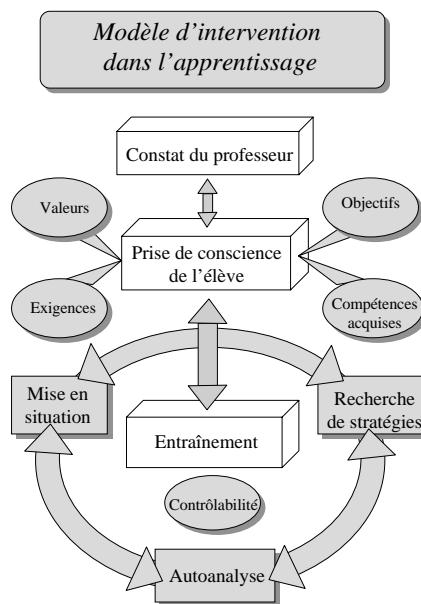 Modèle d'intervention
dans l'apprentissage
Constat du professeur
Valeurs
Objectifs
Prise de conscience
de l'élève
Exigences
Compétences
acquises
Mise en
situation
Recherche
de stratégies
Entraînement
Contrôlabilité
Autoanalyse